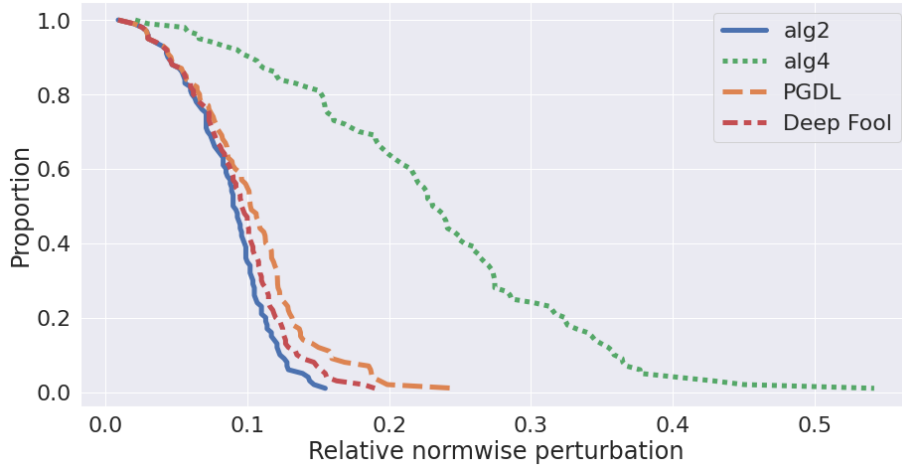 1.0
0.8
0.6
0.4
0.2
0.0
Proportion
alg2
alg4
PGDL
Deep Fool
0.0 0.1 0.2 0.3 0.4 0.5
Relative normwise perturbation